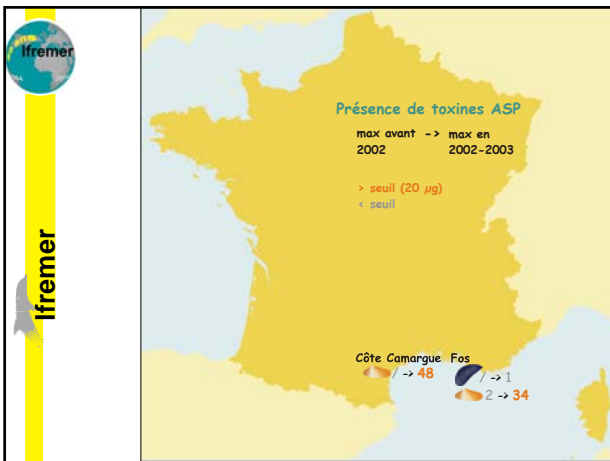 Ifremer
Ifremer
Présence de toxines ASP
max avant -> max en
2002 2002-2003
> seuil (20 µg)
< seuil
Côte Camargue Fos
/ -> 48 / -> 1
2 -> 34